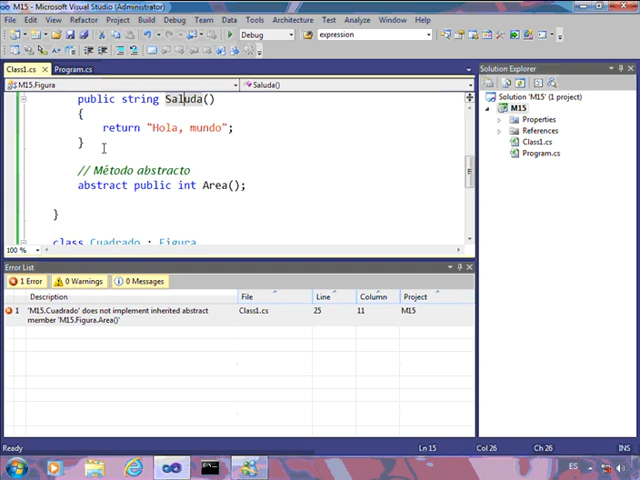 M15 - Microsoft Visual Studio (Administrator)
File Edit View Refactor Project Build Debug Team Data Tools Architecture Test Analyze Window Help
Debug expression
Class1.cs Program.cs
M15.Figura Saluda()
public string Saluda()
{
return "Hola, mundo";
}
// Método abstracto
abstract public int Area();
}
class Cuadrado : Figura
100 %
Error List
1 Error 0 Warnings 0 Messages
Description File Line Column Project
1 'M15.Cuadrado' does not implement inherited abstract member 'M15.Figura.Area()' Class1.cs 25 11 M15
Solution Explorer
Solution 'M15' (1 project)
M15
Properties
References
Class1.cs
Program.cs
Ready Ln 15 Col 26 Ch 26 INS
ES